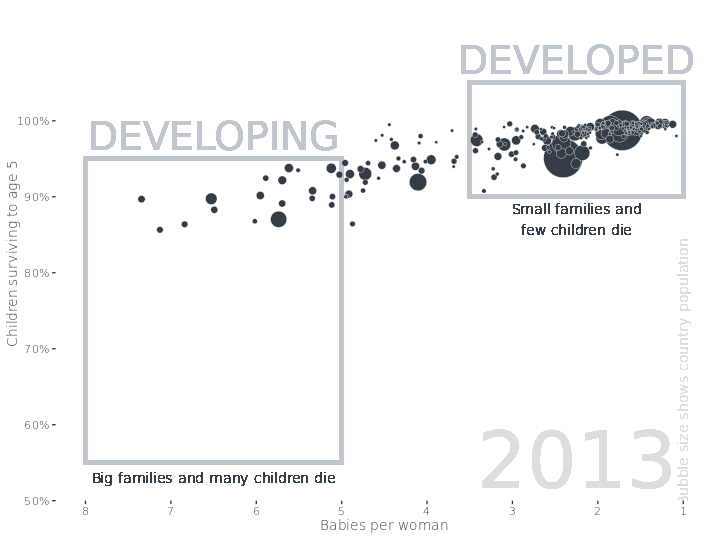 DEVELOPED
DEVELOPING
100%
90%
80%
70%
60%
50%
Children surviving to age 5
Small families and
few children die
Big families and many children die
2013
Bubble size shows country population
8 7 6 5 4 3 2 1
Babies per woman